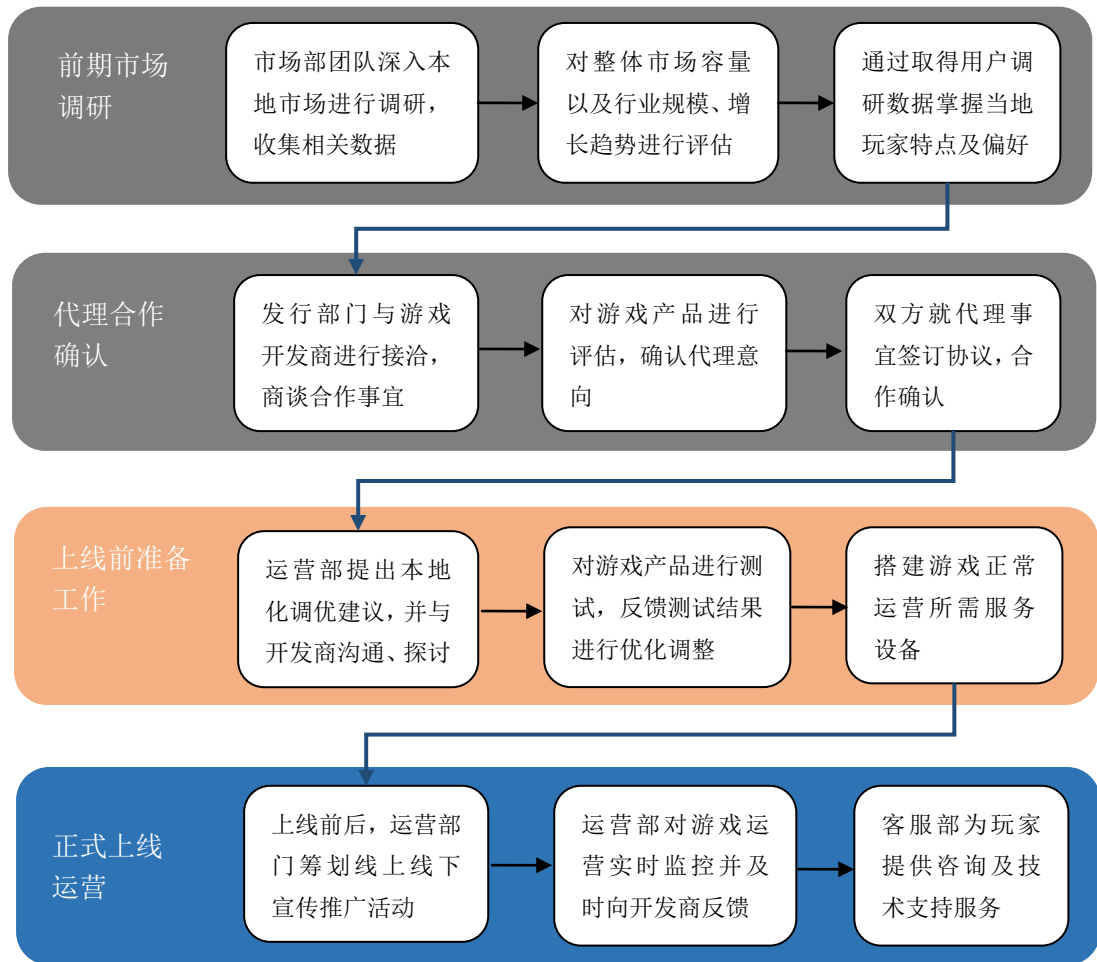 前期市场
调研
市场部团队深入本
地市场进行调研，
收集相关数据
对整体市场容量
以及行业规模、增
长趋势进行评估
通过取得用户调
研数据掌握当地
玩家特点及偏好
代理合作
确认
发行部门与游戏
开发商进行接洽，
商谈合作事宜
对游戏产品进行
评估，确认代理意
向
双方就代理事
宜签订协议，合
作确认
上线前准备
工作
运营部提出本地
化调优建议，并与
开发商沟通、探讨
对游戏产品进行测
试，反馈测试结果
进行优化调整
搭建游戏正常
运营所需服务
设备
正式上线
运营
上线前后，运营部
门筹划线上线下
宣传推广活动
运营部对游戏运
营实时监控并及
时向开发商反馈
客服部为玩家
提供咨询及技
术支持服务